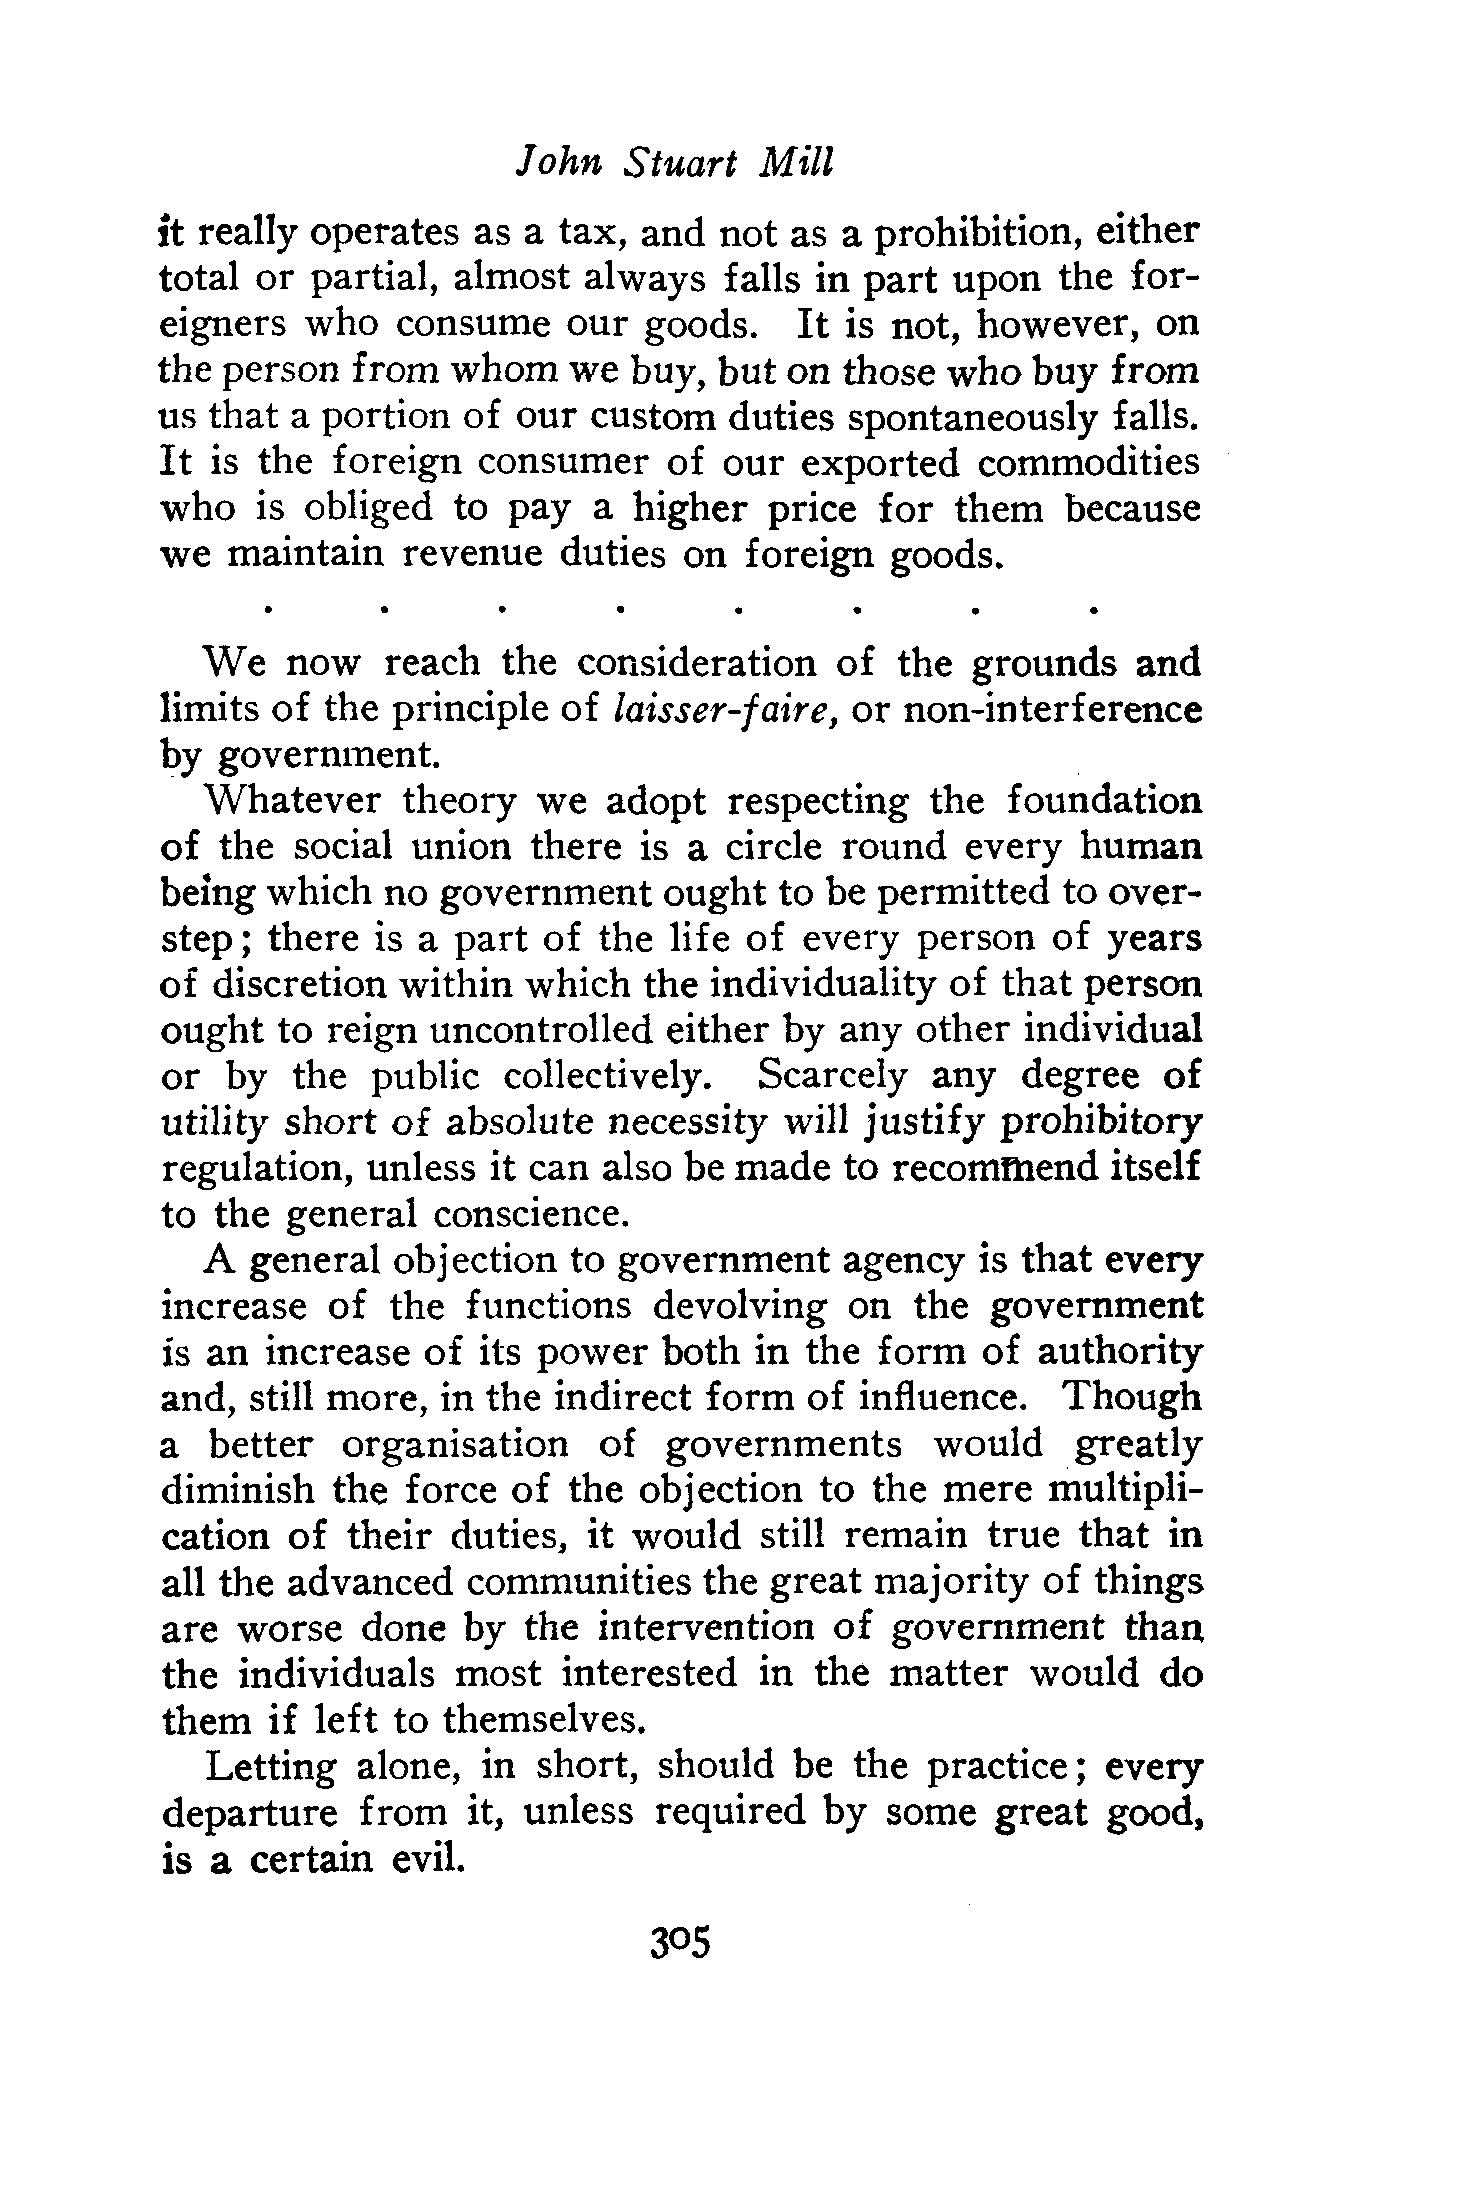 John Stuart Mill
it really operates as a tax, and not as a prohibition, either
total or partial, almost always falls in part upon the for-
eigners who consume our goods. It is not, however, on
the person from whom we buy, but on those who buy from
us that a portion of our custom duties spontaneously falls.
It is the foreign consumer of our exported commodities
who is obliged to pay a higher price for them because
we maintain revenue duties on foreign goods.
. . . . . . . .
We now reach the consideration of the grounds and
limits of the principle of laisser-faire, or non-interference
by government.
Whatever theory we adopt respecting the foundation
of the social union there is a circle round every human
being which no government ought to be permitted to over-
step; there is a part of the life of every person of years
of discretion within which the individuality of that person
ought to reign uncontrolled either by any other individual
or by the public collectively. Scarcely any degree of
utility short of absolute necessity will justify prohibitory
regulation, unless it can also be made to recommend itself
to the general conscience.
A general objection to government agency is that every
increase of the functions devolving on the government
is an increase of its power both in the form of authority
and, still more, in the indirect form of influence. Though
a better organisation of governments would greatly
diminish the force of the objection to the mere multipli-
cation of their duties, it would still remain true that in
all the advanced communities the great majority of things
are worse done by the intervention of government than
the individuals most interested in the matter would do
them if left to themselves.
Letting alone, in short, should be the practice; every
departure from it, unless required by some great good,
is a certain evil.
305